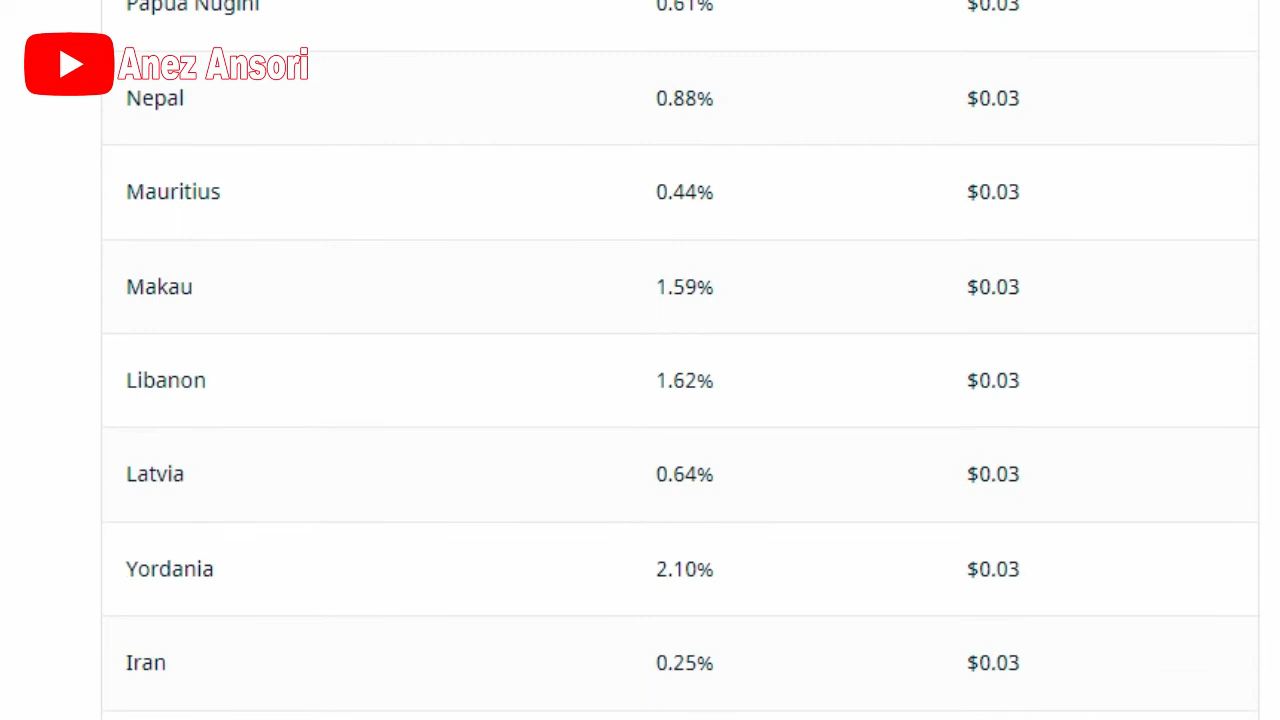 Papua Nugini 0.61% $0.03
Anez Ansori
Nepal 0.88% $0.03
Mauritius 0.44% $0.03
Makau 1.59% $0.03
Libanon 1.62% $0.03
Latvia 0.64% $0.03
Yordania 2.10% $0.03
Iran 0.25% $0.03